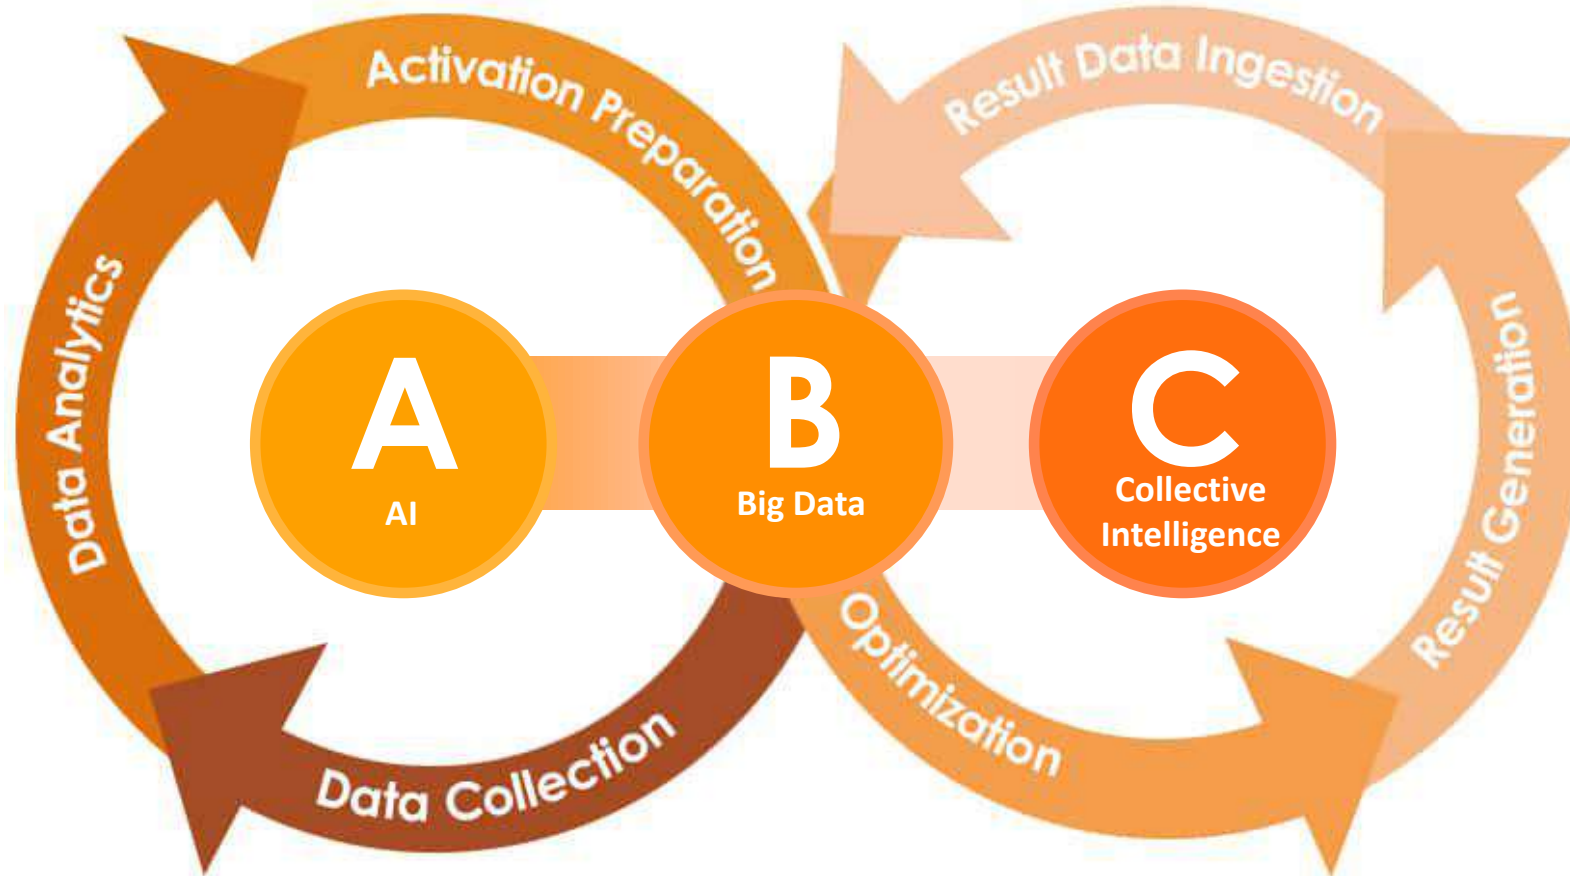 Activation Preparation
Result Data Ingestion
Data Analytics
A
AI
B
Big Data
C
Collective
Intelligence
Result Generation
Optimization
Data Collection